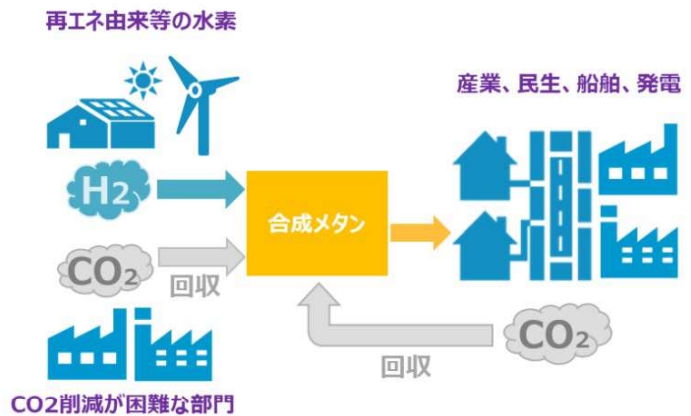 再エネ由来等の水素
産業、民生、船舶、発電
H2
合成メタン
CO2
回収
CO2
回収
CO2削減が困難な部門